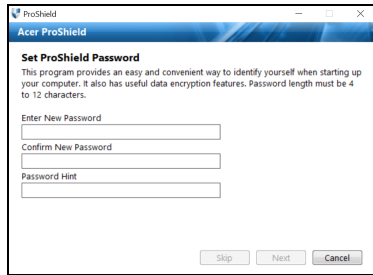 ProShield
Acer ProShield
Set ProShield Password
This program provides an easy and convenient way to identify yourself when starting up
your computer. It also has useful data encryption features. Password length must be 4
to 12 characters.
Enter New Password
Confirm New Password
Password Hint
Skip Next Cancel